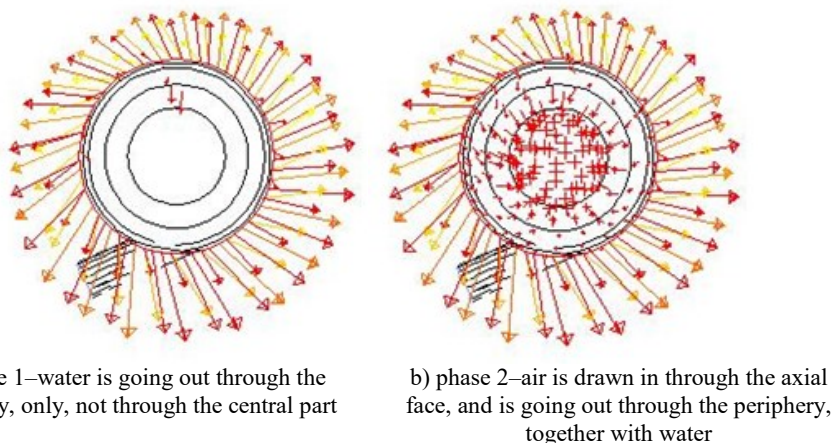 e 1–water is going out through the
y, only, not through the central part
b) phase 2–air is drawn in through the axial
face, and is going out through the periphery,
together with water